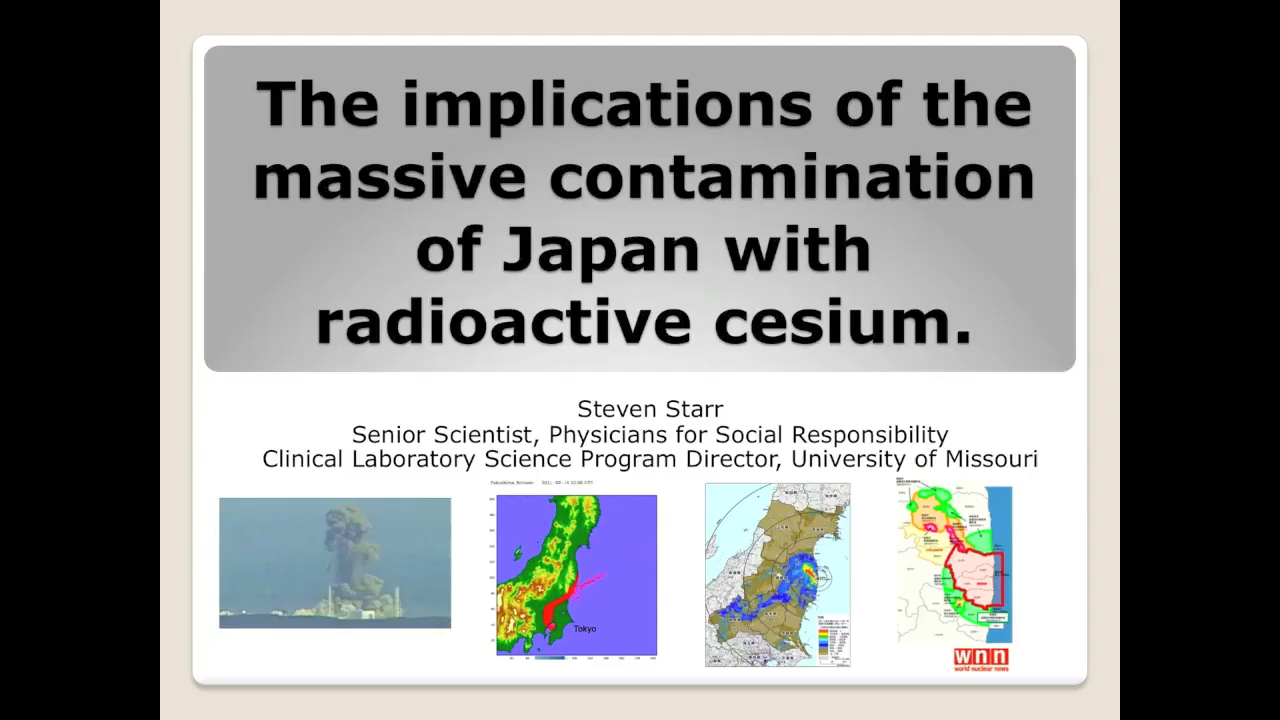 The implications of the
massive contamination
of Japan with
radioactive cesium.
Steven Starr
Senior Scientist, Physicians for Social Responsibility
Clinical Laboratory Science Program Director, University of Missouri
Tokyo
wnn
world nuclear news